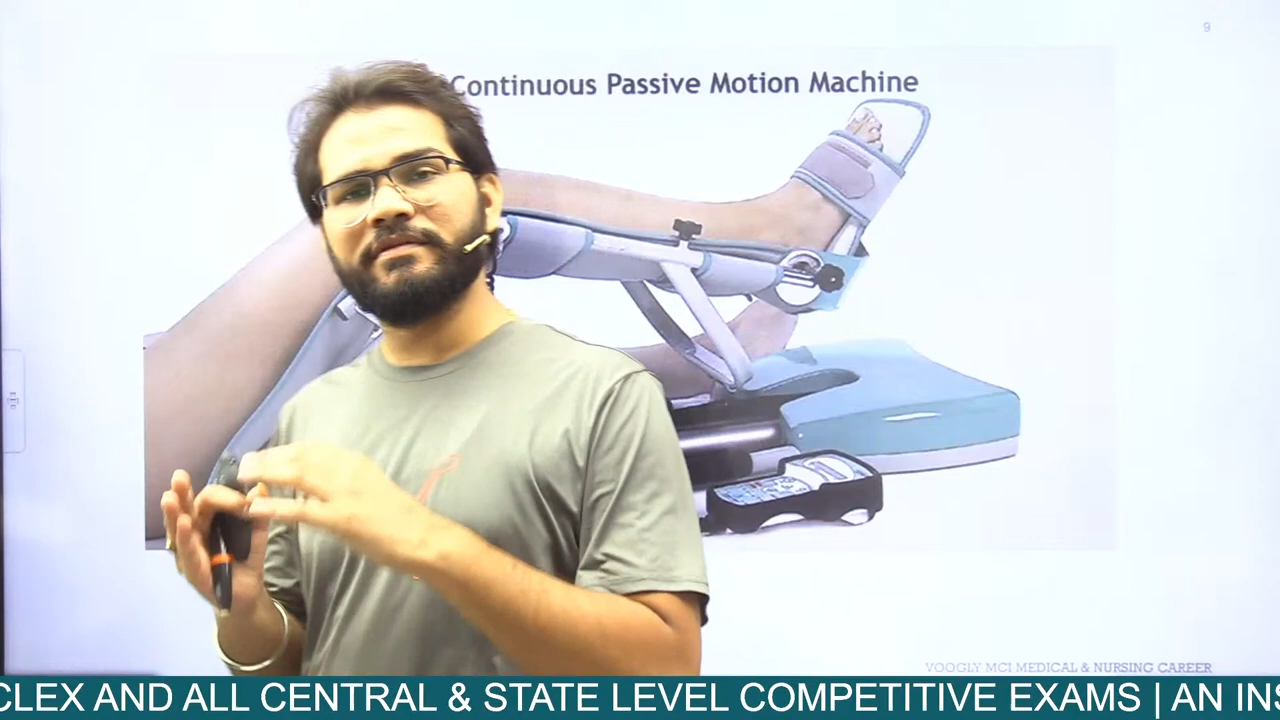 9
Continuous Passive Motion Machine
VOOGLY MCI MEDICAL & NURSING CAREER
CLEX AND ALL CENTRAL & STATE LEVEL COMPETITIVE EXAMS | AN INS